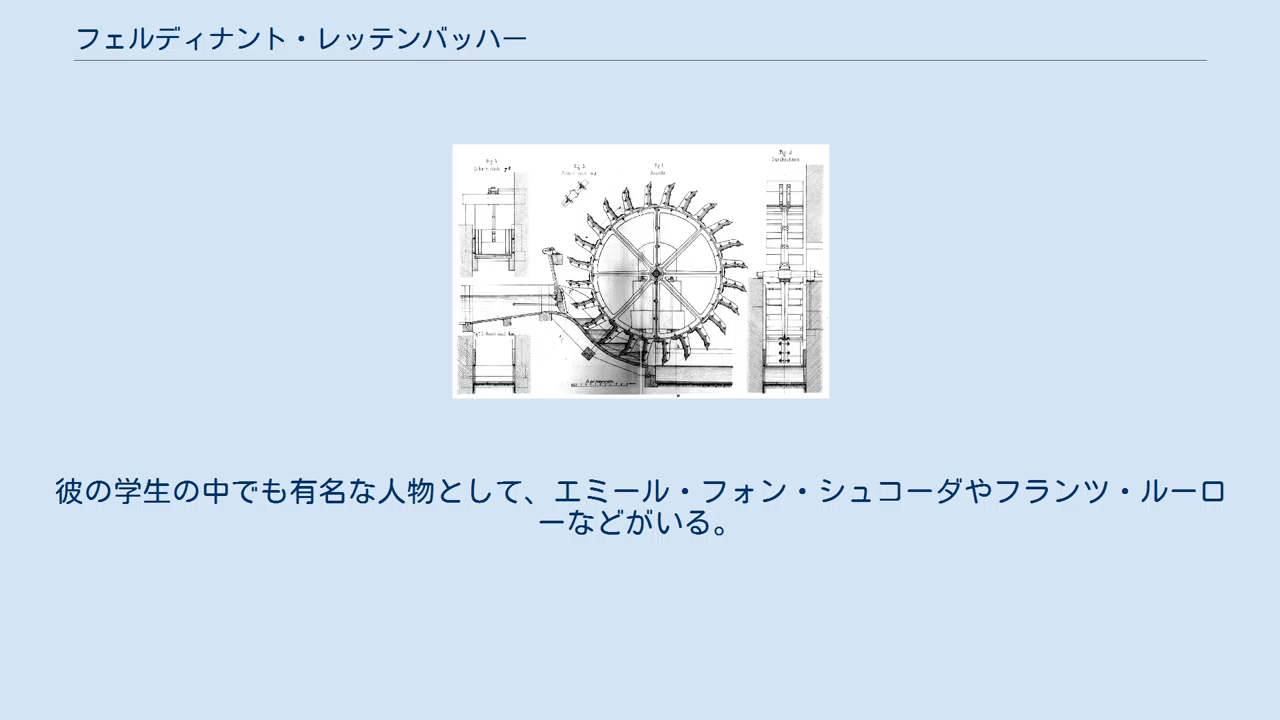 フェルディナント・レッテンバッハー
彼の学生の中でも有名な人物として、エミール・フォン・シュコーダやフランツ・ルーロ
ーなどがいる。